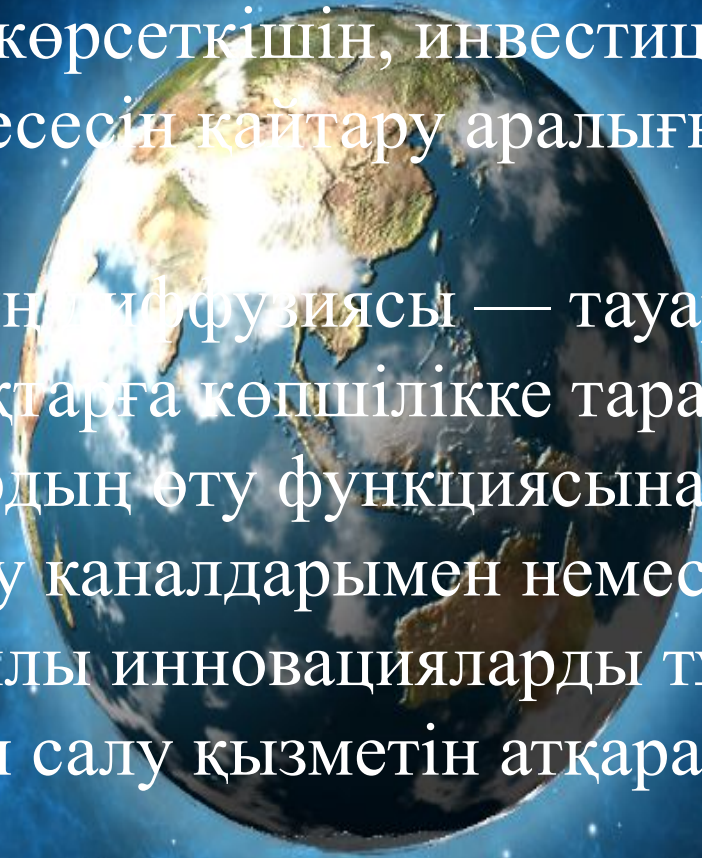 көрсеткішін, инвестиц
есесін қайтару аралығ
ң диффузиясы — тауа
қтарға көпшілікке тара
дың өту функциясына
у каналдарымен немес
лы инновацияларды т
салу қызметін атқара